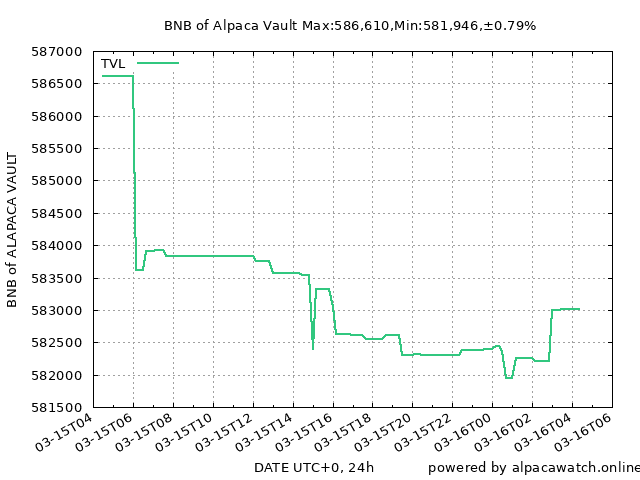 BNB of Alpaca Vault Max:586,610,Min:581,946,±0.79%
587000
586500
586000
585500
585000
584500
584000
583500
583000
582500
582000
581500
TVL
BNB of ALAPACA VAULT
03-15T04
03-15T06
03-15T08
03-15T10
03-15T12
03-15T14
03-15T16
03-15T18
03-15T20
03-15T22
03-16T00
03-16T02
03-16T04
03-16T06
DATE UTC+0, 24h
powered by alpacawatch.online